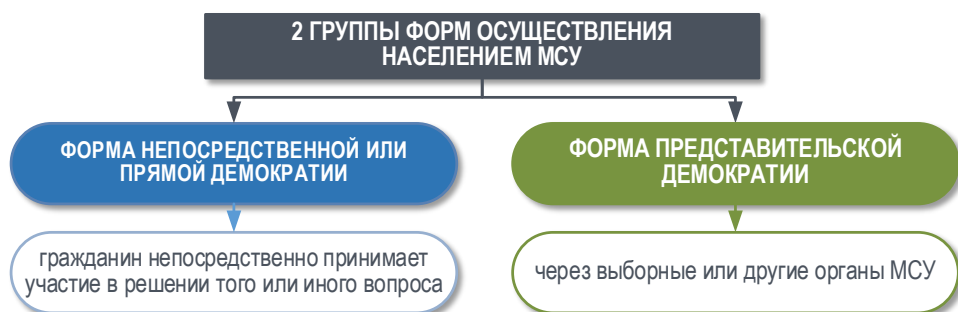 2 ГРУППЫ ФОРМ ОСУЩЕСТВЛЕНИЯ
НАСЕЛЕНИЕМ МСУ
ФОРМА НЕПОСРЕДСТВЕННОЙ ИЛИ
ПРЯМОЙ ДЕМОКРАТИИ
гражданин непосредственно принимает
участие в решении того или иного вопроса
ФОРМА ПРЕДСТАВИТЕЛЬСКОЙ
ДЕМОКРАТИИ
через выборные или другие органы МСУ